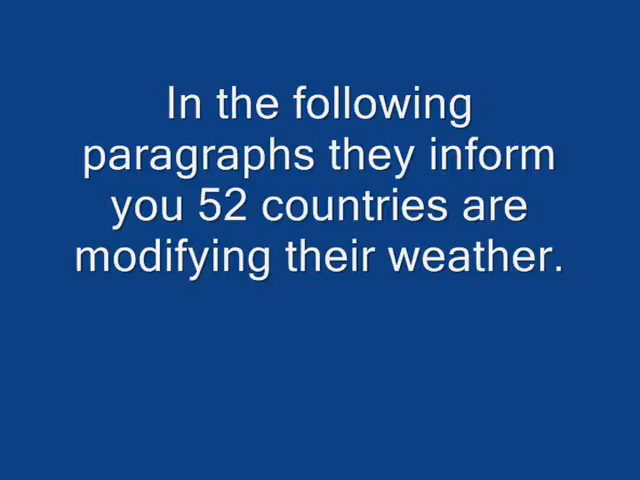 In the following
paragraphs they inform
you 52 countries are
modifying their weather.